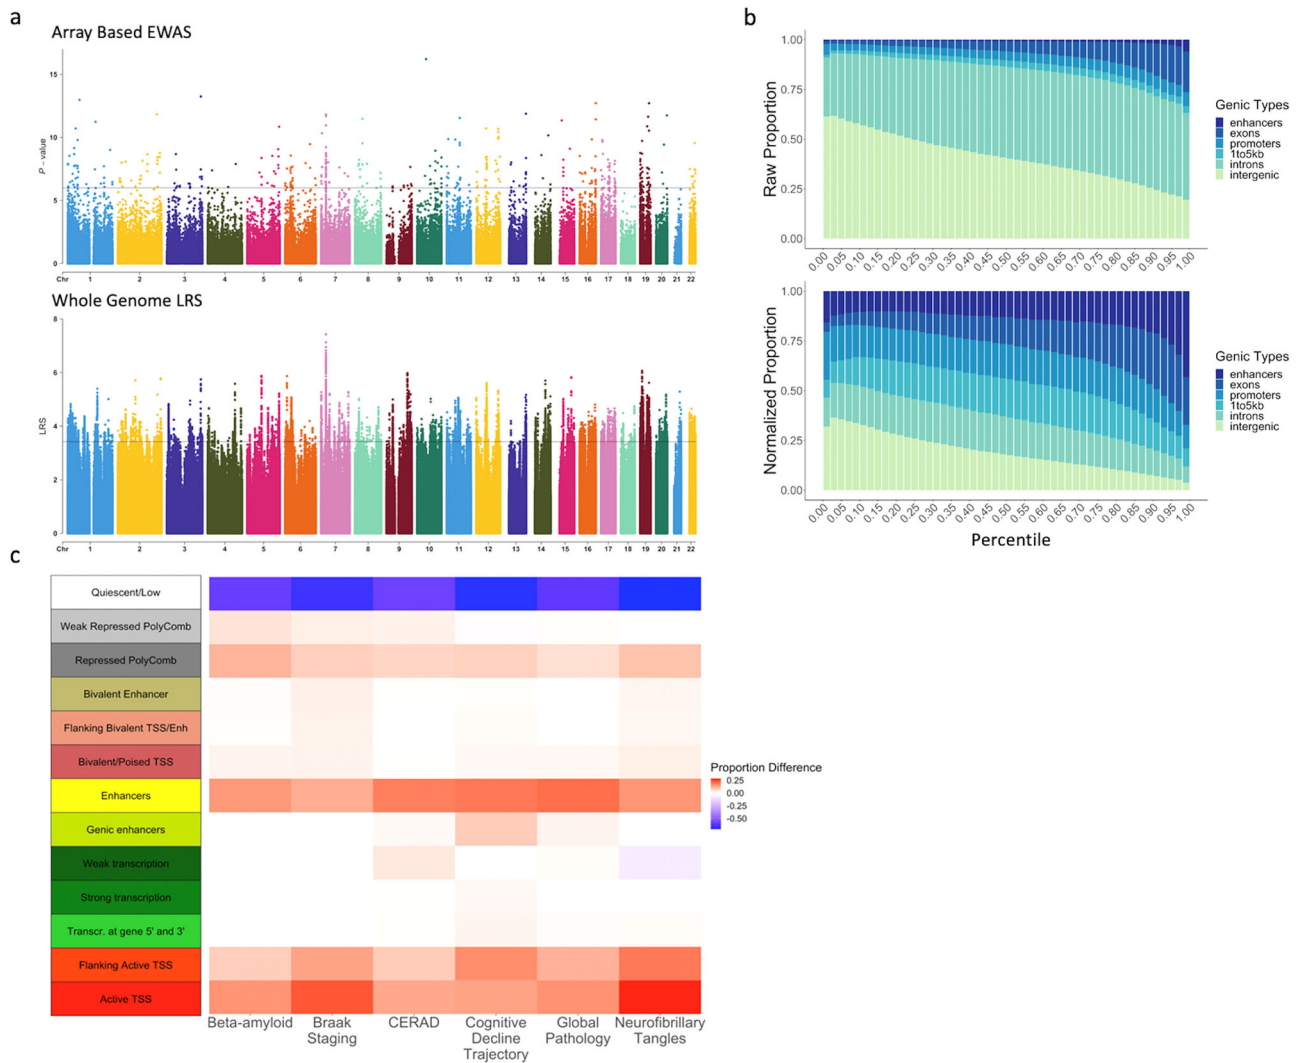 a
Array Based EWAS
15
10
5
0
P – value
Chr 1 2 3 4 5 6 7 8 9 10 11 12 13 14 15 16 17 18 19 20 21 22
Whole Genome LRS
8
6
4
2
0
LRS
Chr 1 2 3 4 5 6 7 8 9 10 11 12 13 14 15 16 17 18 19 20 21 22
b
1.00
0.75
0.50
0.25
0.00
Raw Proportion
0.00 0.05 0.10 0.15 0.20 0.25 0.30 0.35 0.40 0.45 0.50 0.55 0.60 0.65 0.70 0.75 0.80 0.85 0.90 0.95 1.00
Genic Types
enhancers
exons
promoters
1to5kb
introns
intergenic
1.00
0.75
0.50
0.25
0.00
Normalized Proportion
0.00 0.05 0.10 0.15 0.20 0.25 0.30 0.35 0.40 0.45 0.50 0.55 0.60 0.65 0.70 0.75 0.80 0.85 0.90 0.95 1.00
Percentile
Genic Types
enhancers
exons
promoters
1to5kb
introns
intergenic
c
Quiescent/Low
Weak Repressed PolyComb
Repressed PolyComb
Bivalent Enhancer
Flanking Bivalent TSS/Enh
Bivalent/Poised TSS
Enhancers
Genic enhancers
Weak transcription
Strong transcription
Transcr. at gene 5' and 3'
Flanking Active TSS
Active TSS
Beta-amyloid
Braak
Staging
CERAD
Cognitive
Decline
Trajectory
Global
Pathology
Neurofibrillary
Tangles
Proportion Difference
0.25
0.00
-0.25
-0.50